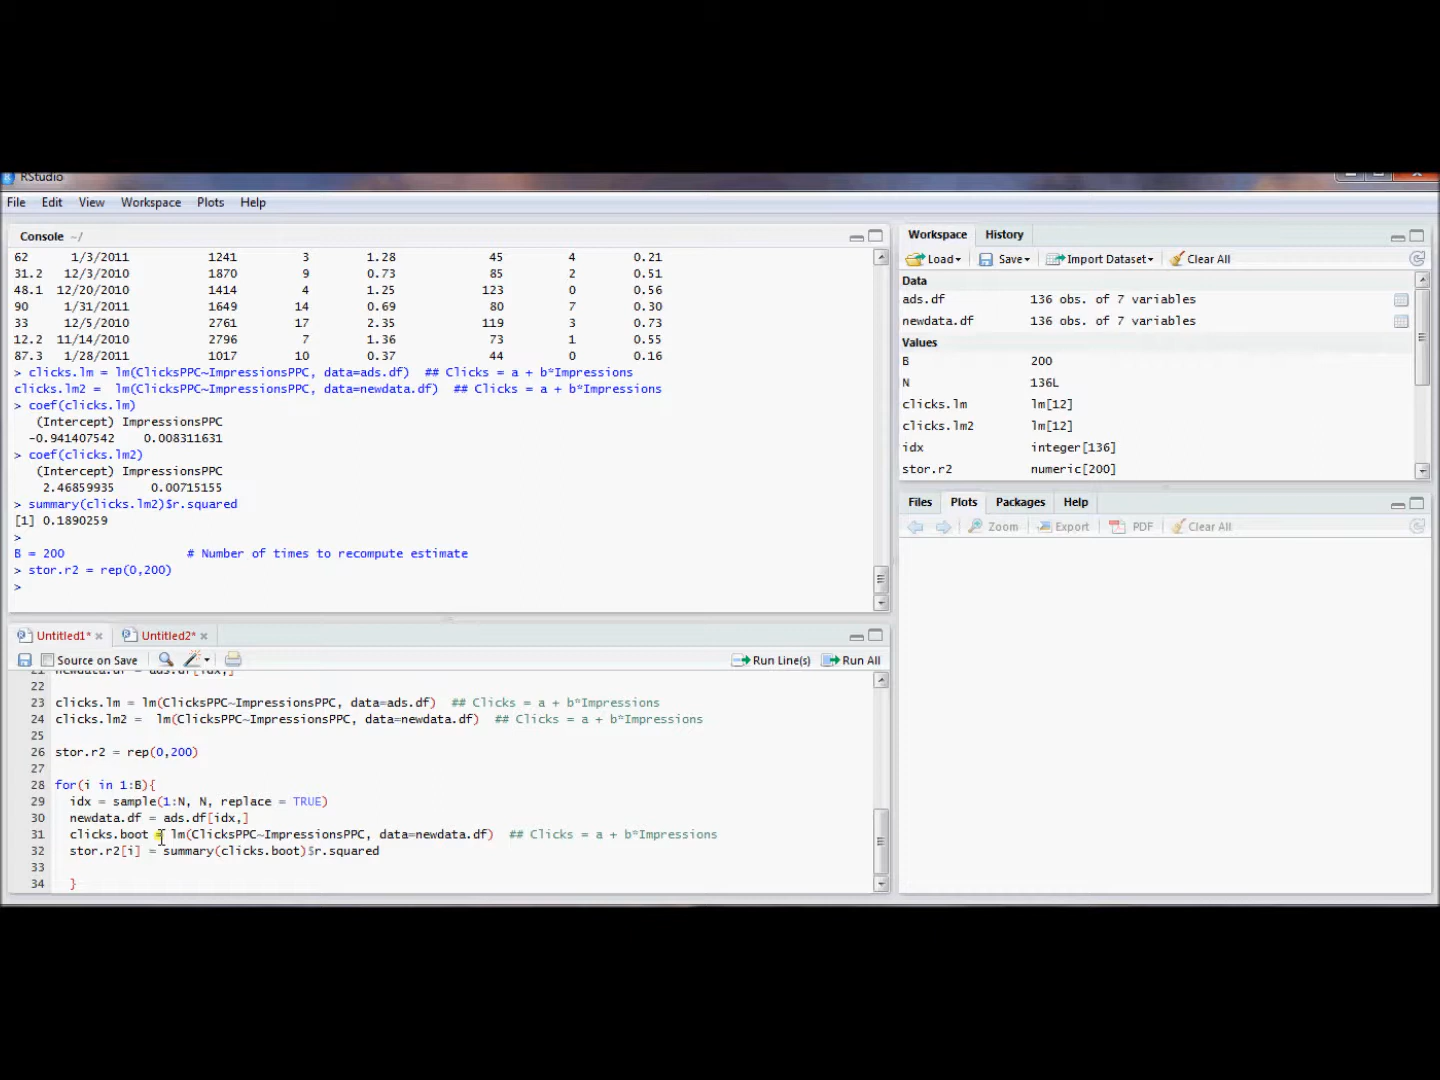 RStudio
File Edit View Workspace Plots Help
Console ~/
62 1/3/2011 1241 3 1.28 45 4 0.21
31.2 12/3/2010 1870 9 0.73 85 2 0.51
48.1 12/20/2010 1414 4 1.25 123 0 0.56
90 1/31/2011 1649 14 0.69 80 7 0.30
33 12/5/2010 2761 17 2.35 119 3 0.73
12.2 11/14/2010 2796 7 1.36 73 1 0.55
87.3 1/28/2011 1017 10 0.37 44 0 0.16
> clicks.lm = lm(ClicksPPC~ImpressionsPPC, data=ads.df) ## Clicks = a + b*Impressions
clicks.lm2 = lm(ClicksPPC~ImpressionsPPC, data=newdata.df) ## Clicks = a + b*Impressions
> coef(clicks.lm)
(Intercept) ImpressionsPPC
-0.941407542 0.008311631
> coef(clicks.lm2)
(Intercept) ImpressionsPPC
2.46859935 0.00715155
> summary(clicks.lm2)$r.squared
[1] 0.1890259
>
B = 200 # Number of times to recompute estimate
> stor.r2 = rep(0,200)
>
Workspace History
Load Save Import Dataset Clear All
Data
ads.df 136 obs. of 7 variables
newdata.df 136 obs. of 7 variables
Values
B 200
N 136L
clicks.lm lm[12]
clicks.lm2 lm[12]
idx integer[136]
stor.r2 numeric[200]
Files Plots Packages Help
Zoom Export PDF Clear All
Untitled1* Untitled2*
Source on Save Run Line(s) Run All
21 newdata.df = ads.df[idx,]
22
23 clicks.lm = lm(ClicksPPC~ImpressionsPPC, data=ads.df) ## Clicks = a + b*Impressions
24 clicks.lm2 = lm(ClicksPPC~ImpressionsPPC, data=newdata.df) ## Clicks = a + b*Impressions
25
26 stor.r2 = rep(0,200)
27
28 for(i in 1:B){
29 idx = sample(1:N, N, replace = TRUE)
30 newdata.df = ads.df[idx,]
31 clicks.boot = lm(ClicksPPC~ImpressionsPPC, data=newdata.df) ## Clicks = a + b*Impressions
32 stor.r2[i] = summary(clicks.boot)$r.squared
33
34 }